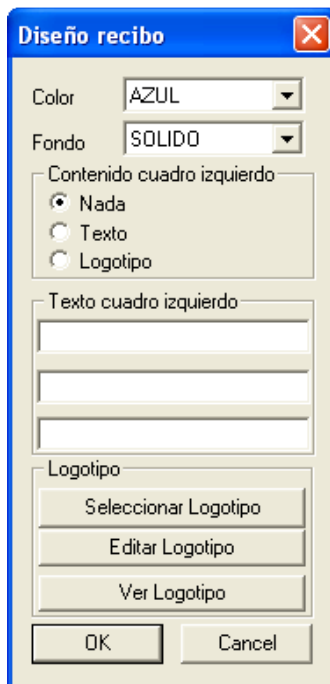 Diseño recibo
Color AZUL
Fondo SOLIDO
Contenido cuadro izquierdo
Nada
Texto
Logotipo
Texto cuadro izquierdo
Logotipo
Seleccionar Logotipo
Editar Logotipo
Ver Logotipo
OK Cancel